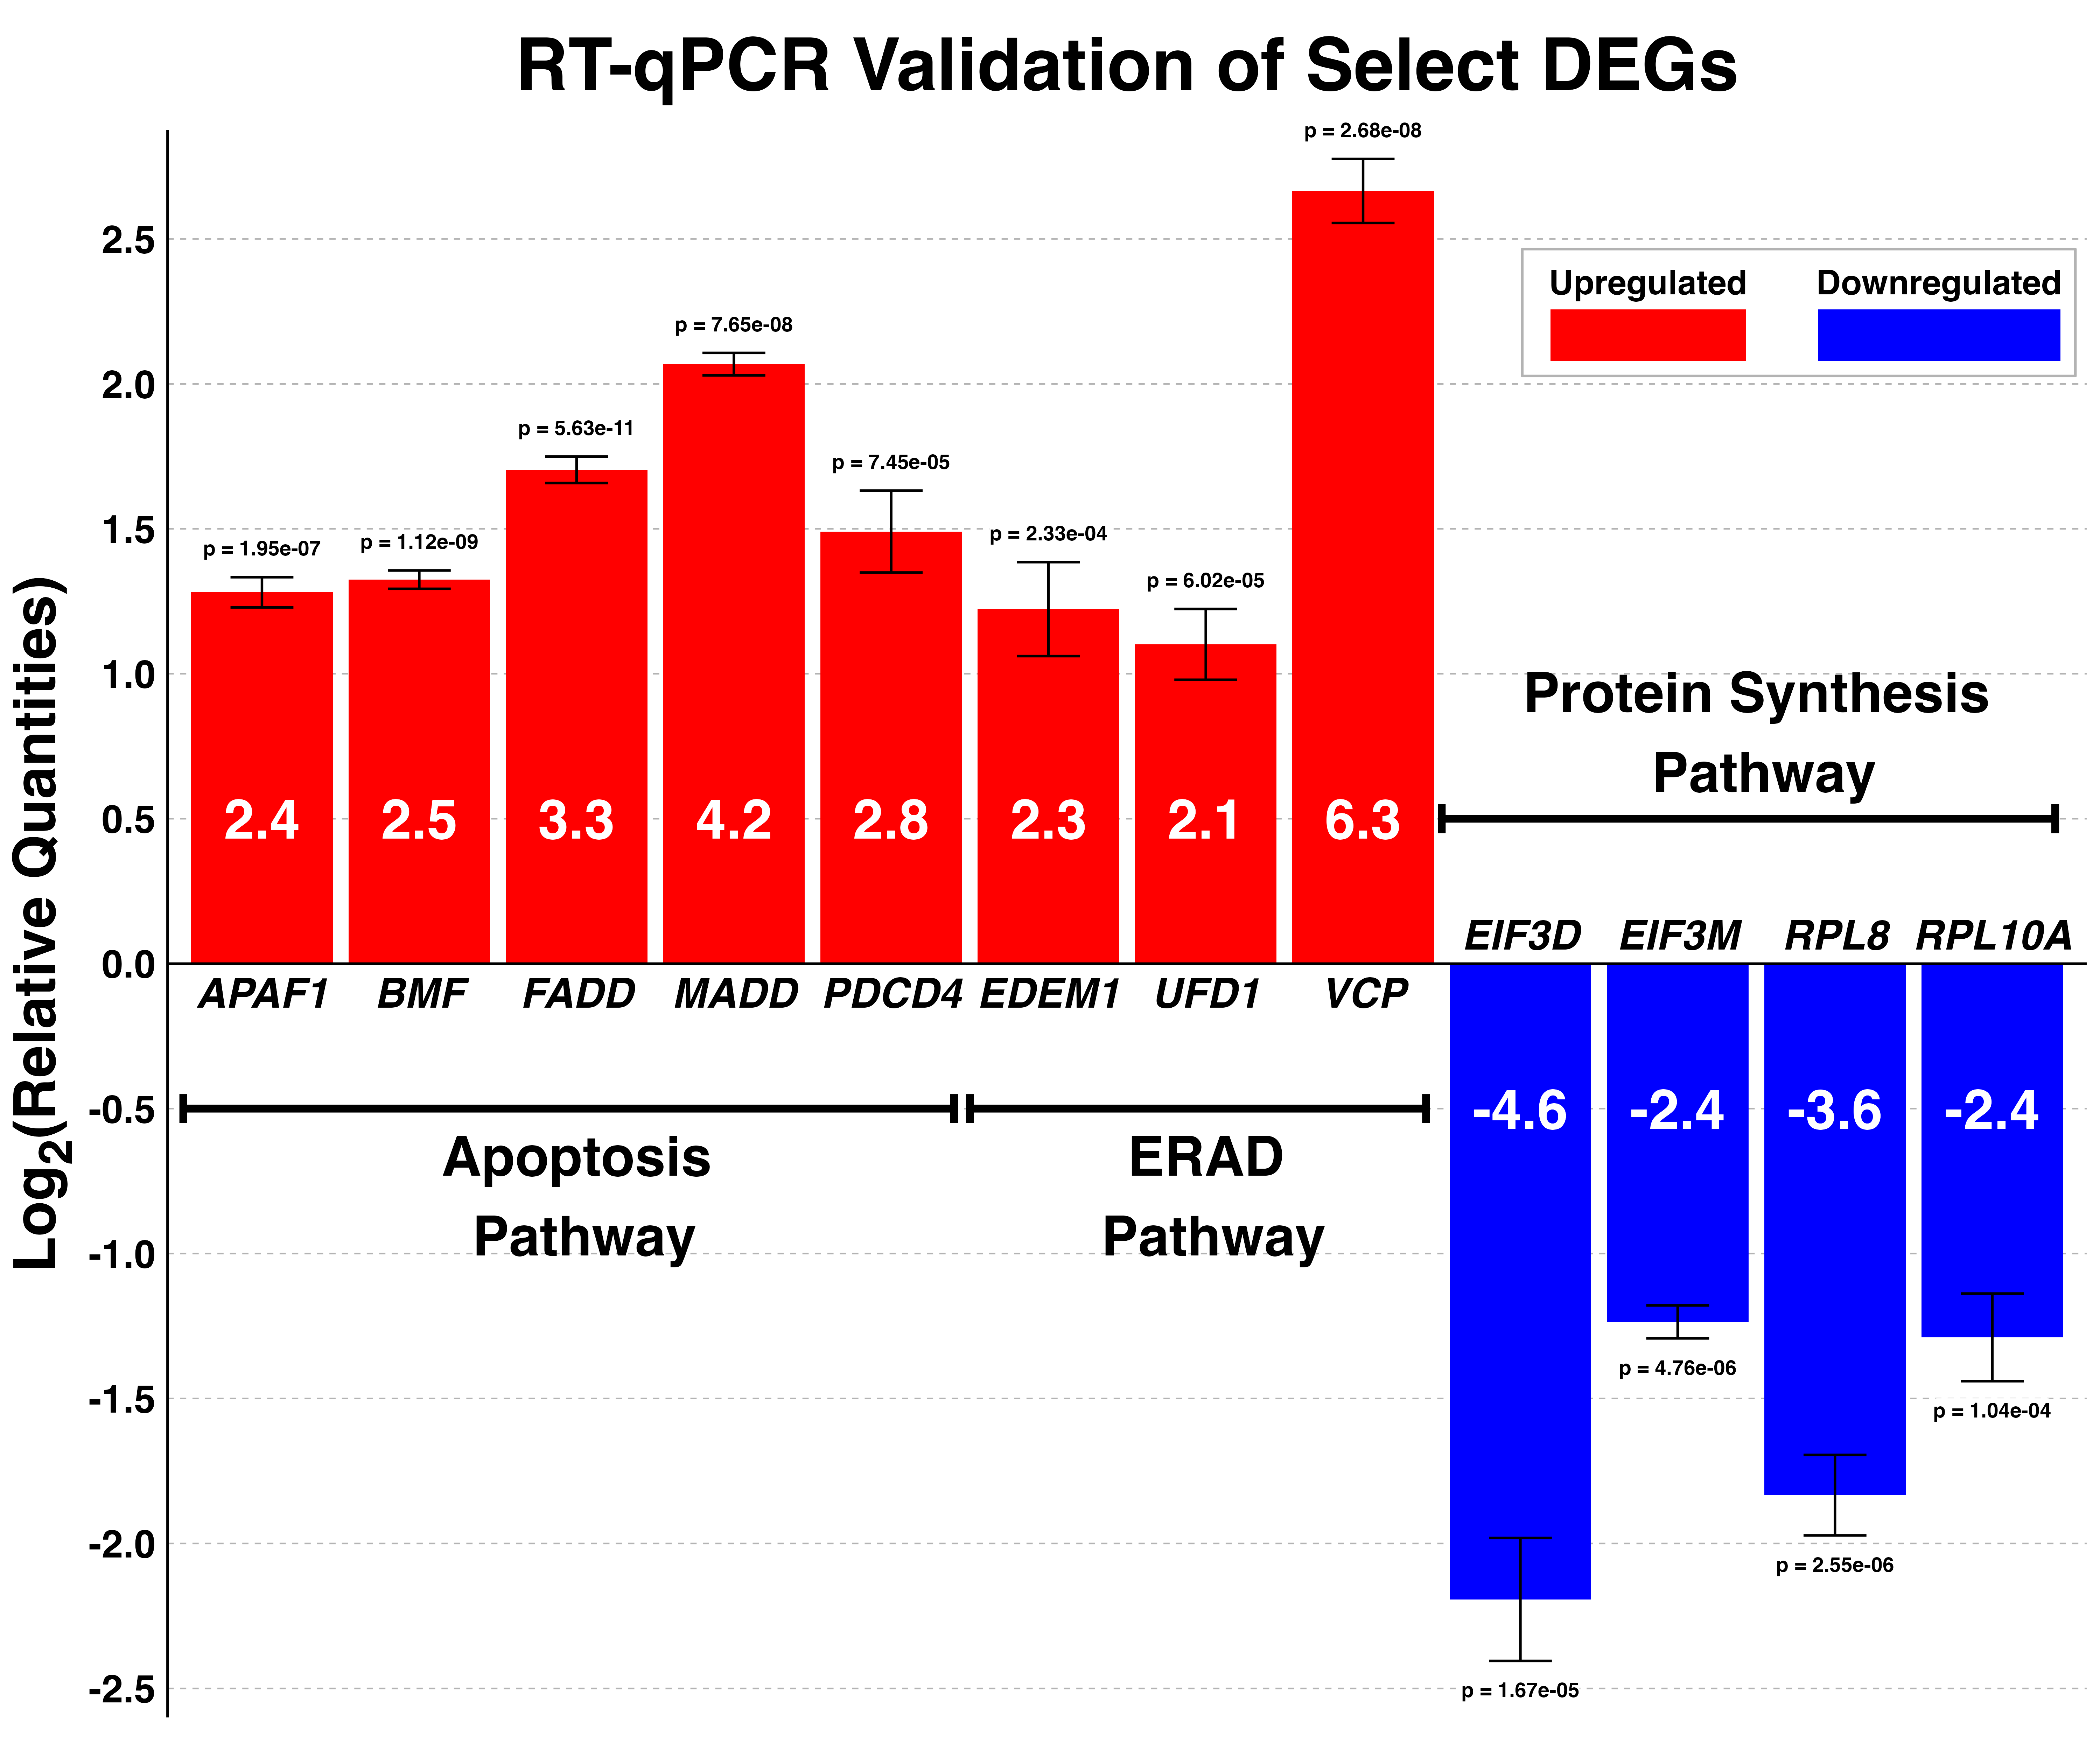 RT-qPCR Validation of Select DEGs
Log2(Relative Quantities)
2.5
2.0
1.5
1.0
0.5
0.0
-0.5
-1.0
-1.5
-2.0
-2.5
p = 1.95e-07
p = 1.12e-09
p = 5.63e-11
p = 7.65e-08
p = 7.45e-05
p = 2.33e-04
p = 6.02e-05
p = 2.68e-08
Upregulated
Downregulated
2.4
2.5
3.3
4.2
2.8
2.3
2.1
6.3
Protein Synthesis
Pathway
EIF3D
EIF3M
RPL8
RPL10A
APAF1
BMF
FADD
MADD
PDCD4
EDEM1
UFD1
VCP
Apoptosis
Pathway
ERAD
Pathway
-4.6
-2.4
-3.6
-2.4
p = 1.67e-05
p = 4.76e-06
p = 2.55e-06
p = 1.04e-04